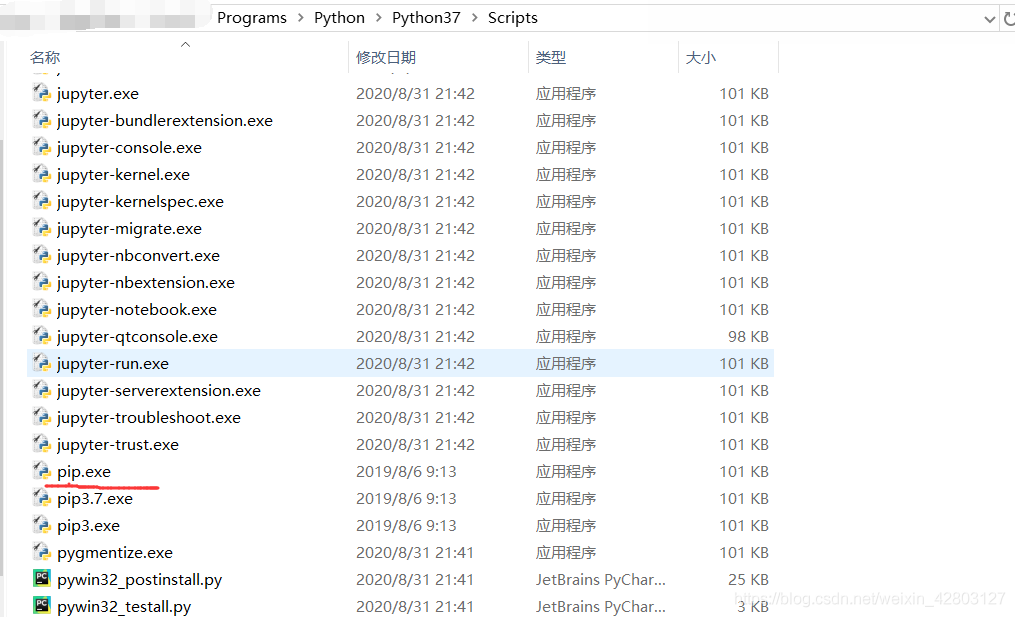 Programs > Python > Python37 > Scripts
名称 修改日期 类型 大小
jupyter.exe 2020/8/31 21:42 应用程序 101 KB
jupyter-bundlerextension.exe 2020/8/31 21:42 应用程序 101 KB
jupyter-console.exe 2020/8/31 21:42 应用程序 101 KB
jupyter-kernel.exe 2020/8/31 21:42 应用程序 101 KB
jupyter-kernelspec.exe 2020/8/31 21:42 应用程序 101 KB
jupyter-migrate.exe 2020/8/31 21:42 应用程序 101 KB
jupyter-nbconvert.exe 2020/8/31 21:42 应用程序 101 KB
jupyter-nbextension.exe 2020/8/31 21:42 应用程序 101 KB
jupyter-notebook.exe 2020/8/31 21:42 应用程序 101 KB
jupyter-qtconsole.exe 2020/8/31 21:42 应用程序 98 KB
jupyter-run.exe 2020/8/31 21:42 应用程序 101 KB
jupyter-serverextension.exe 2020/8/31 21:42 应用程序 101 KB
jupyter-troubleshoot.exe 2020/8/31 21:42 应用程序 101 KB
jupyter-trust.exe 2020/8/31 21:42 应用程序 101 KB
pip.exe 2019/8/6 9:13 应用程序 101 KB
pip3.7.exe 2019/8/6 9:13 应用程序 101 KB
pip3.exe 2019/8/6 9:13 应用程序 101 KB
pygmentize.exe 2020/8/31 21:41 应用程序 101 KB
pywin32_postinstall.py 2020/8/31 21:41 JetBrains PyChar... 25 KB
pywin32_testall.py 2020/8/31 21:41 JetBrains PyChar... 3 KB
https://blog.csdn.net/weixin_42803127